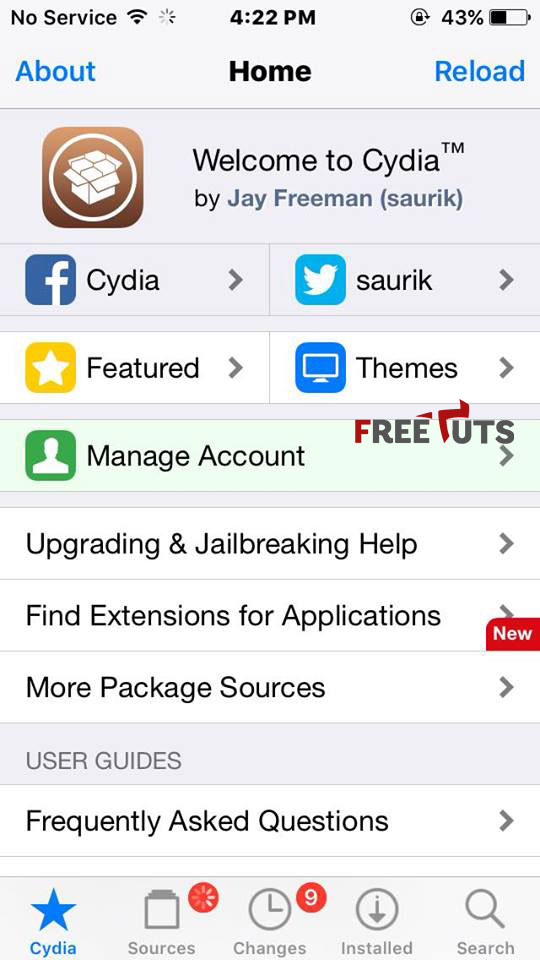 No Service 4:22 PM 43%
About Home Reload
Welcome to Cydia™
by Jay Freeman (saurik)
Cydia saurik
Featured Themes
FREE TUTS
Manage Account
Upgrading & Jailbreaking Help
Find Extensions for Applications
New
More Package Sources
USER GUIDES
Frequently Asked Questions
9
Cydia Sources Changes Installed Search